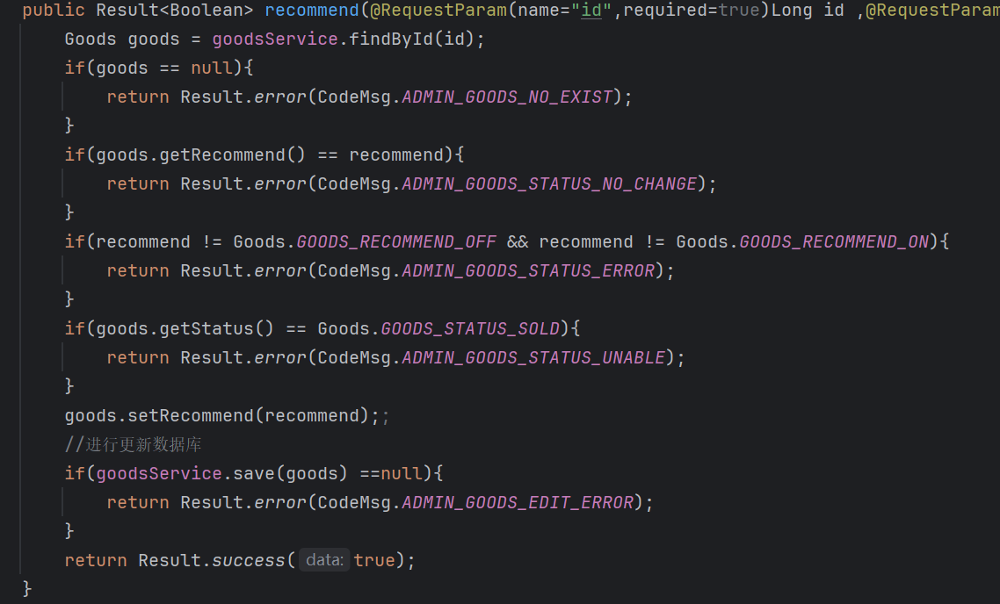 public Result<Boolean> recommend(@RequestParam(name="id",required=true)Long id ,@RequestParam
Goods goods = goodsService.findById(id);
if(goods == null){
return Result.error(CodeMsg.ADMIN_GOODS_NO_EXIST);
}
if(goods.getRecommend() == recommend){
return Result.error(CodeMsg.ADMIN_GOODS_STATUS_NO_CHANGE);
}
if(recommend != Goods.GOODS_RECOMMEND_OFF && recommend != Goods.GOODS_RECOMMEND_ON){
return Result.error(CodeMsg.ADMIN_GOODS_STATUS_ERROR);
}
if(goods.getStatus() == Goods.GOODS_STATUS_SOLD){
return Result.error(CodeMsg.ADMIN_GOODS_STATUS_UNABLE);
}
goods.setRecommend(recommend);;
//进行更新数据库
if(goodsService.save(goods) ==null){
return Result.error(CodeMsg.ADMIN_GOODS_EDIT_ERROR);
}
return Result.success( data: true);
}